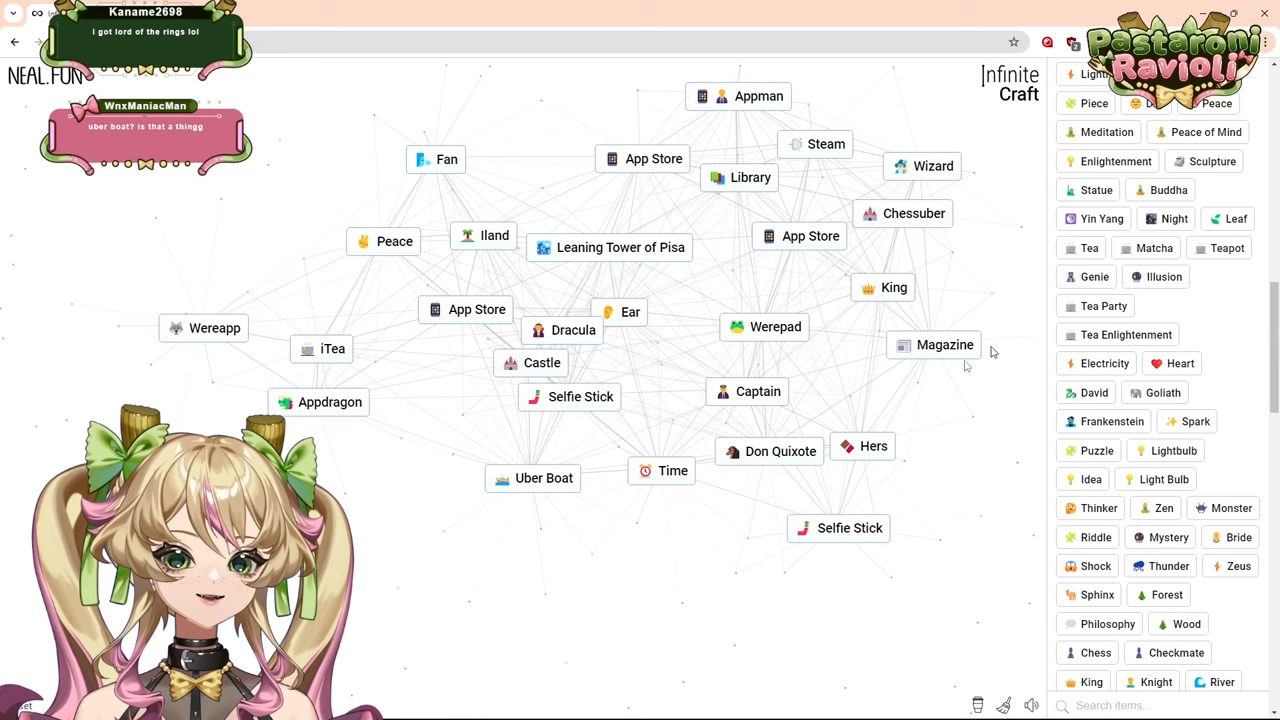 Kaname2698
I got lord of the rings lol
WnxManiacMan
uber boat? is that a thingg
NEAL.FUN
Infinite
Craft
Pastaroni
Ravioli
2
Appman
Steam
Fan
App Store
Library
Wizard
Chessuber
Peace
Iland
Leaning Tower of Pisa
App Store
King
App Store
Ear
Wereapp
Dracula
Werepad
iTea
Castle
Magazine
Appdragon
Selfie Stick
Captain
Uber Boat
Time
Don Quixote
Hers
Selfie Stick
Piece
Peace
Meditation
Peace of Mind
Enlightenment
Sculpture
Statue
Buddha
Yin Yang
Night
Leaf
Tea
Matcha
Teapot
Genie
Illusion
Tea Party
Tea Enlightenment
Electricity
Heart
David
Goliath
Frankenstein
Spark
Puzzle
Lightbulb
Idea
Light Bulb
Thinker
Zen
Monster
Riddle
Mystery
Bride
Shock
Thunder
Zeus
Sphinx
Forest
Philosophy
Wood
Chess
Checkmate
King
Knight
River
Search items...